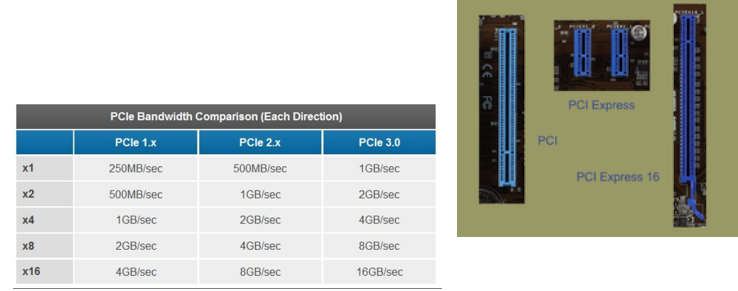 PCIe Bandwidth Comparison (Each Direction)
PCIe 1.x PCIe 2.x PCIe 3.0
x1 250MB/sec 500MB/sec 1GB/sec
x2 500MB/sec 1GB/sec 2GB/sec
x4 1GB/sec 2GB/sec 4GB/sec
x8 2GB/sec 4GB/sec 8GB/sec
x16 4GB/sec 8GB/sec 16GB/sec
PCI Express
PCI
PCI Express 16